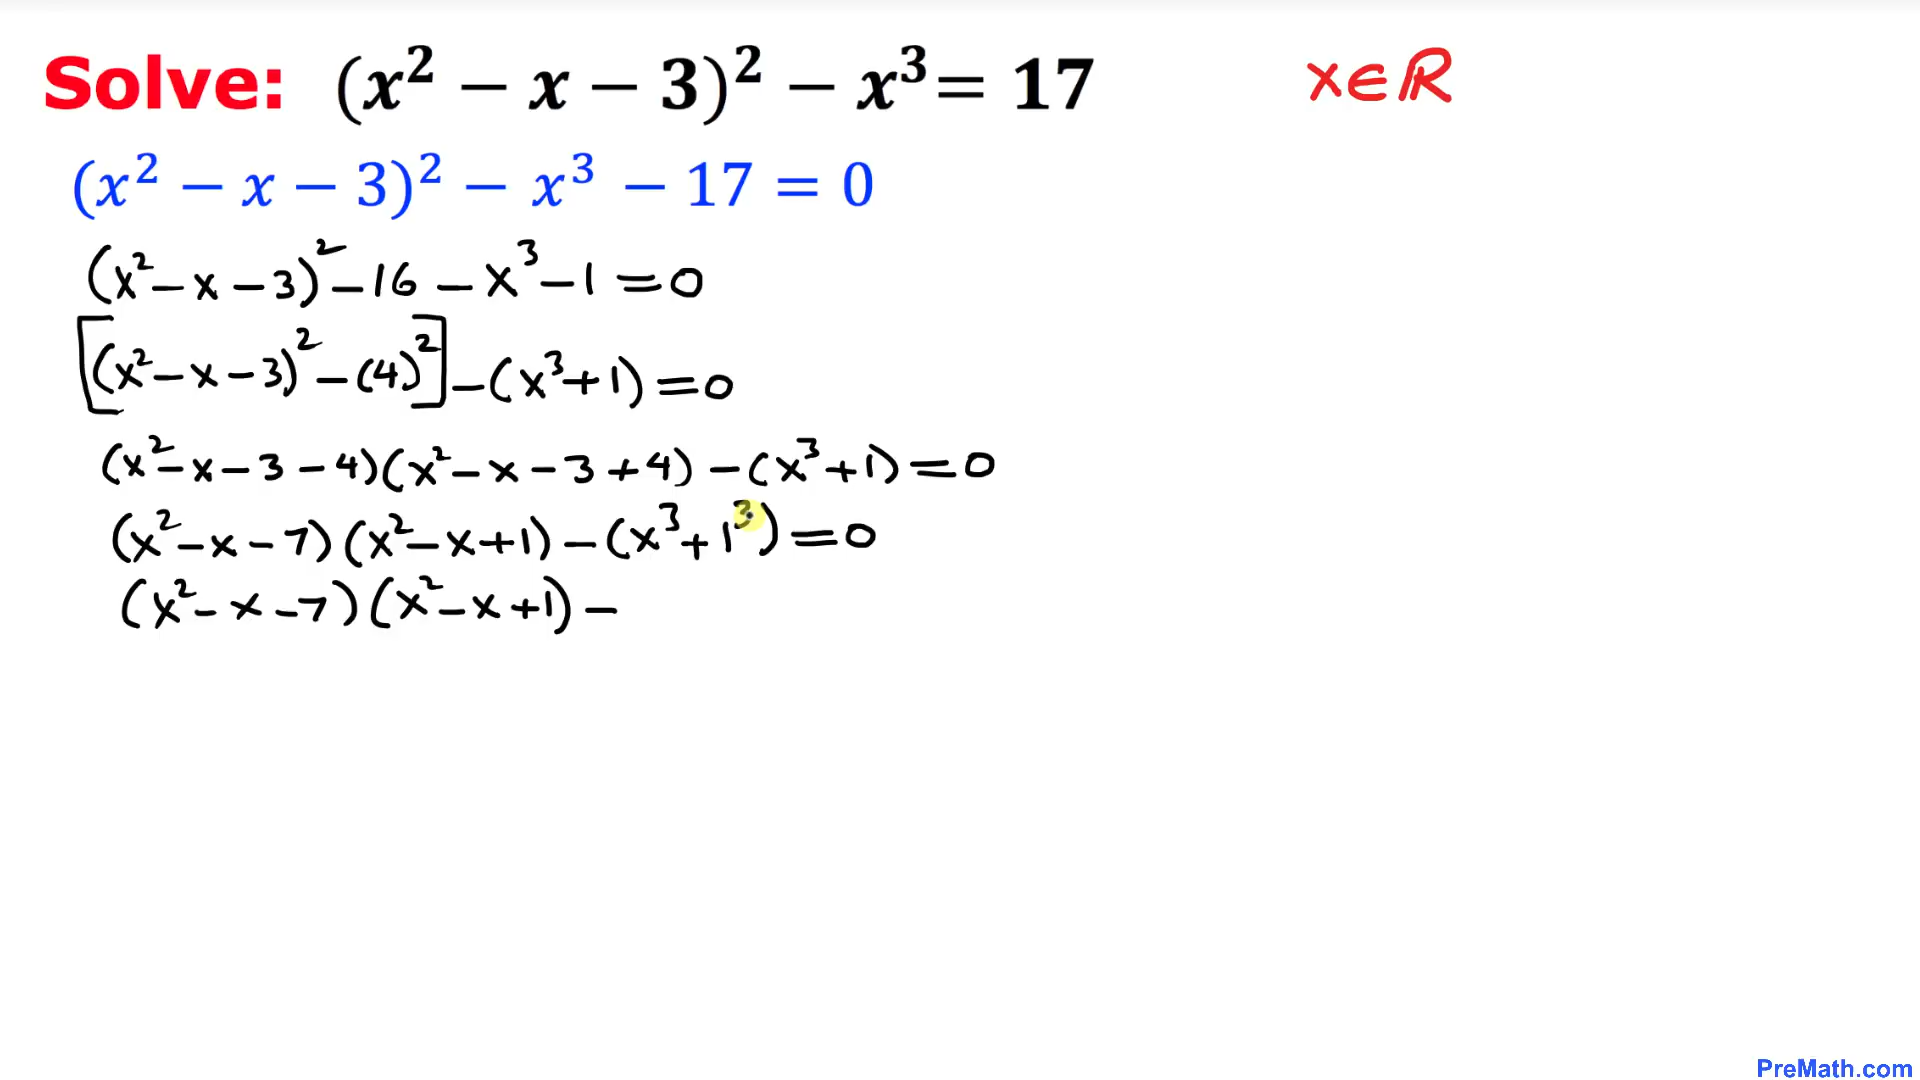 Solve: (x² − x − 3)² − x³= 17 x∈ℝ
(x² − x − 3)² − x³ − 17 = 0
(x² − x − 3)² − 16 − x³ − 1 = 0
[(x² − x − 3)² − (4)²] − (x³ + 1) = 0
(x² − x − 3 − 4)(x² − x − 3 + 4) − (x³ + 1) = 0
(x² − x − 7)(x² − x + 1) − (x³ + 1³) = 0
(x² − x − 7)(x² − x + 1) −
PreMath.com